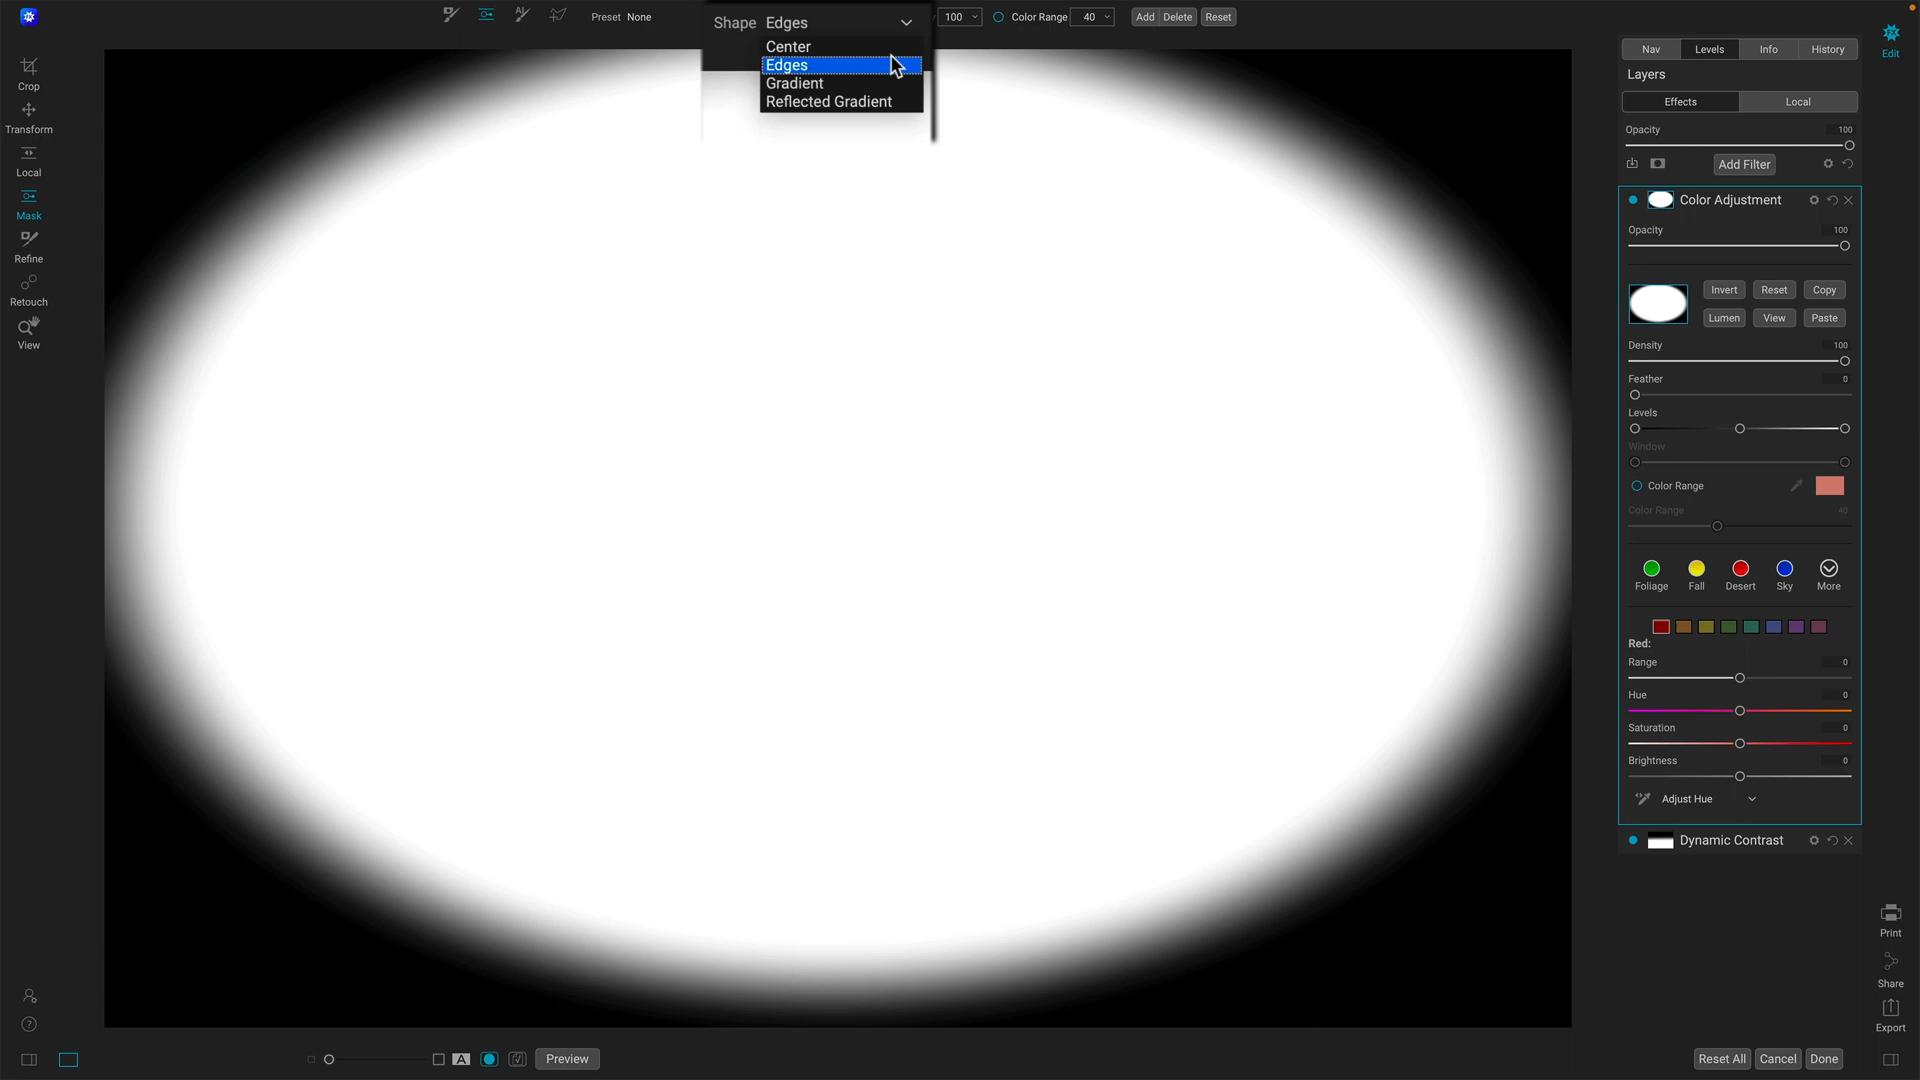 Preset None
Shape Edges
100
Color Range 40
Add Delete
Reset
Center
Edges
Gradient
Reflected Gradient
Crop
Transform
Local
Mask
Refine
Retouch
View
Nav Levels Info History
Layers
Effects Local
Opacity 100
Add Filter
Color Adjustment
Opacity 100
Invert Reset Copy
Lumen View Paste
Density 100
Feather 0
Levels
Window
Color Range
Color Range 40
Foliage Fall Desert Sky More
Red:
Range 0
Hue 0
Saturation 0
Brightness 0
Adjust Hue
Dynamic Contrast
Edit
Print
Share
Export
A
Preview
Reset All Cancel Done